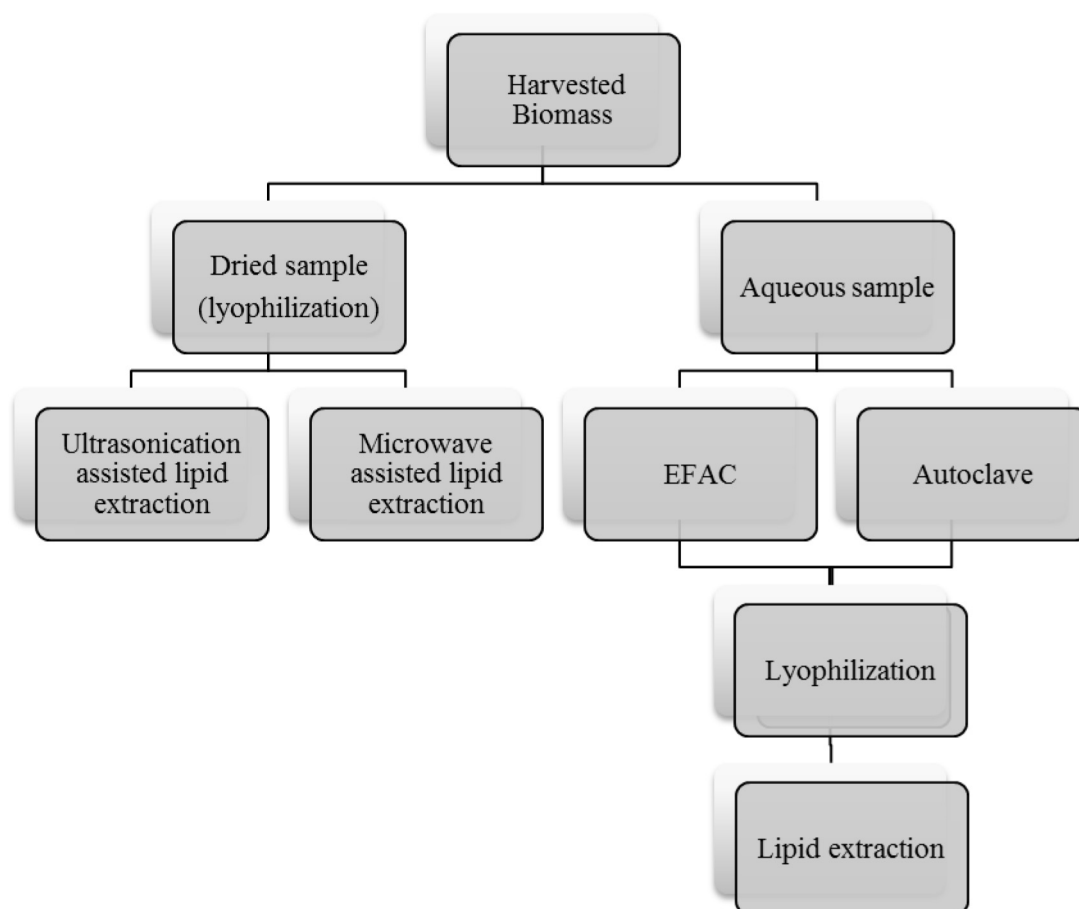 Harvested
Biomass
Dried sample
(lyophilization)
Aqueous sample
Ultrasonication
assisted lipid
extraction
Microwave
assisted lipid
extraction
EFAC
Autoclave
Lyophilization
Lipid extraction